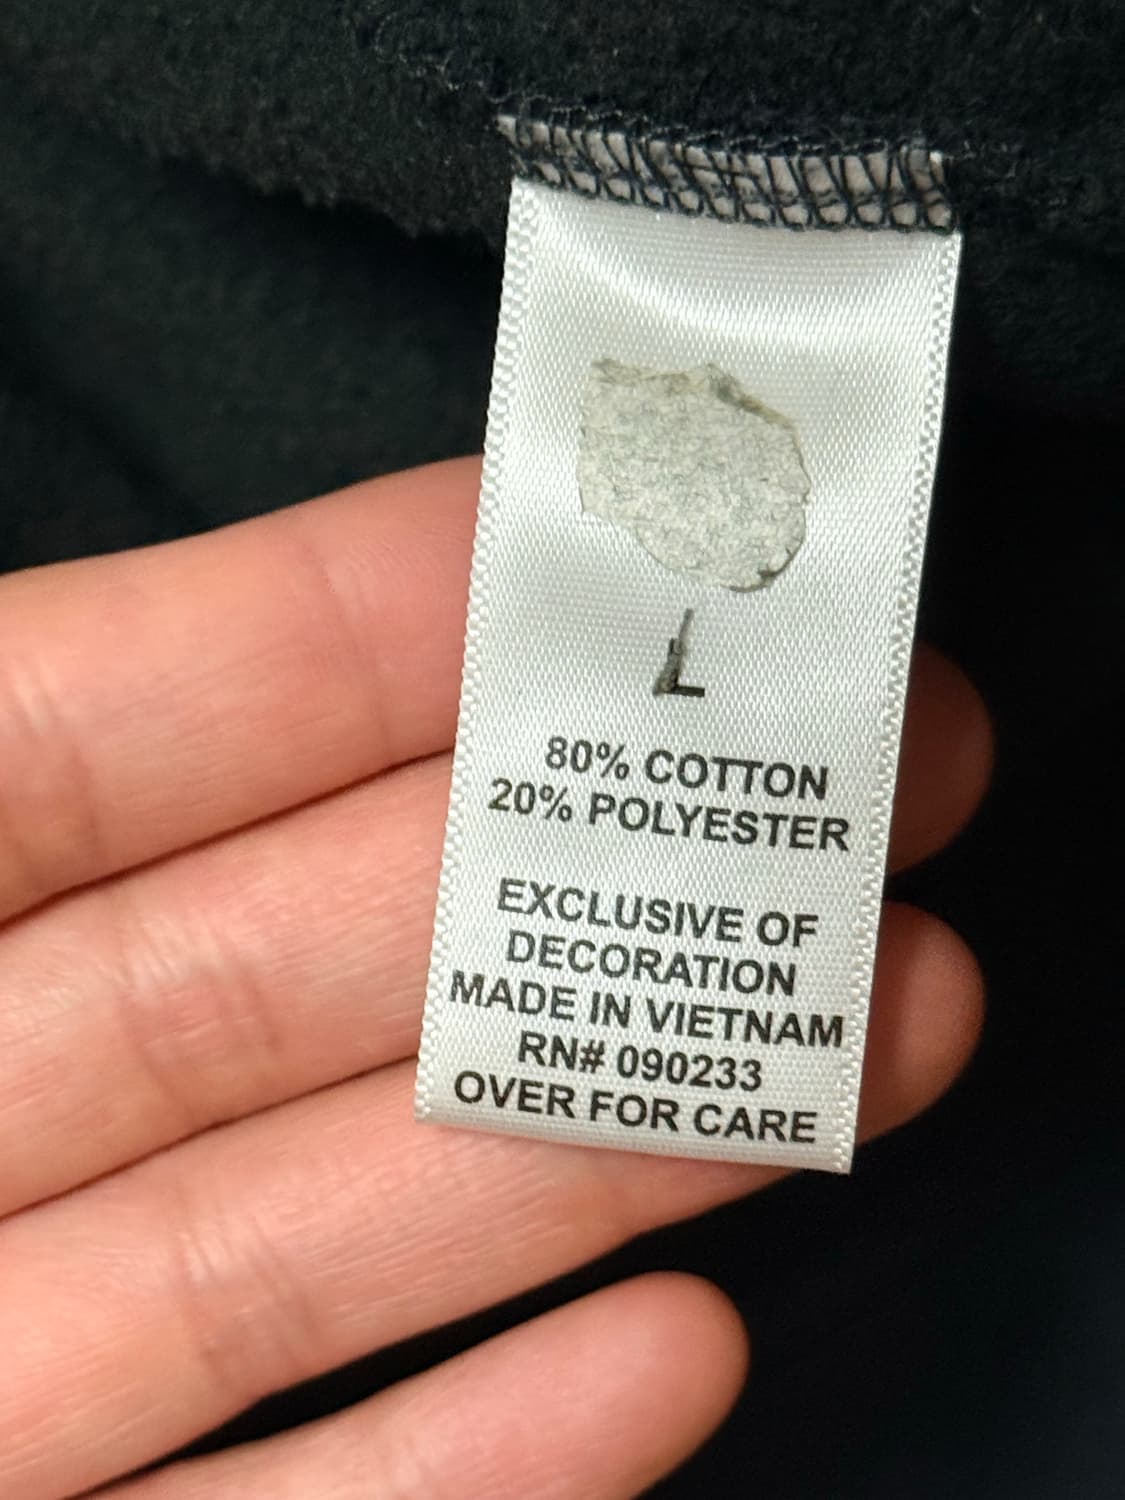 L
80% COTTON
20% POLYESTER
EXCLUSIVE OF
DECORATION
MADE IN VIETNAM
RN# 090233
OVER FOR CARE